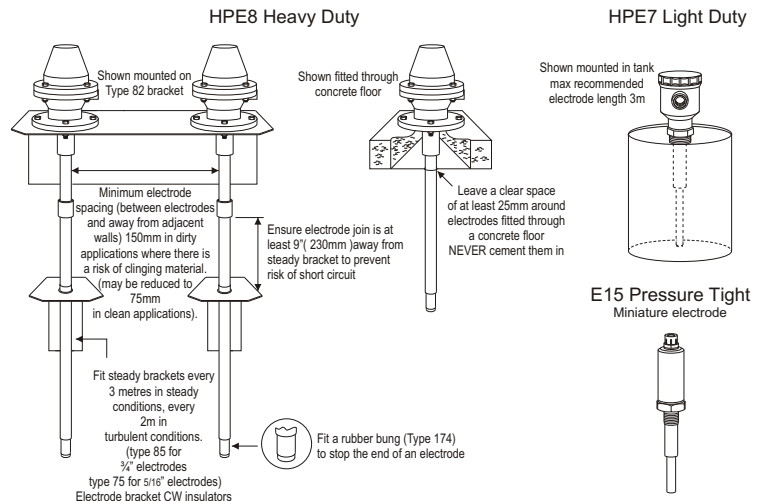 HPE8 Heavy Duty
HPE7 Light Duty
Shown mounted on
Type 82 bracket
Shown fitted through
concrete floor
Shown mounted in tank
max recommended
electrode length 3m
Minimum electrode
spacing (between electrodes
and away from adjacent
walls) 150mm in dirty
applications where there is
a risk of clinging material.
(may be reduced to
75mm
in clean applications).
Ensure electrode join is at
least 9"( 230mm )away from
steady bracket to prevent
risk of short circuit
Leave a clear space
of at least 25mm around
electrodes fitted through
a concrete floor
NEVER cement them in
E15 Pressure Tight
Miniature electrode
Fit steady brackets every
3 metres in steady
conditions, every
2m in
turbulent conditions.
(type 85 for
¾" electrodes
type 75 for 5/16" electrodes)
Electrode bracket CW insulators
Fit a rubber bung (Type 174)
to stop the end of an electrode